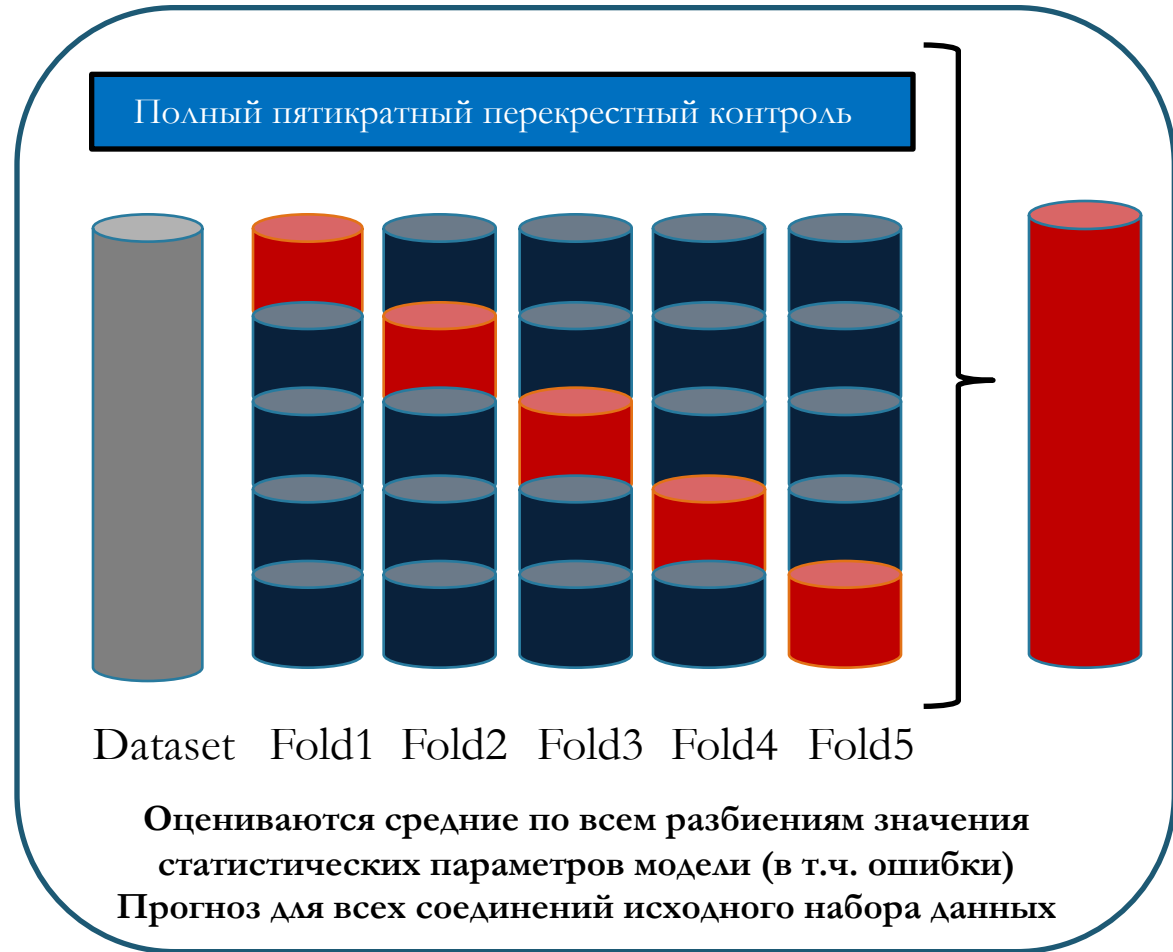 Полный пятикратный перекрестный контроль
Dataset Fold1 Fold2 Fold3 Fold4 Fold5
Оцениваются средние по всем разбиениям значения
статистических параметров модели (в т.ч. ошибки)
Прогноз для всех соединений исходного набора данных